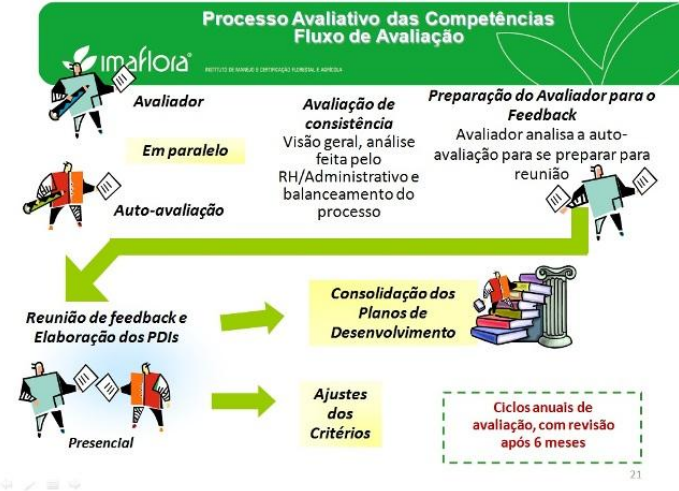 Processo Avaliativo das Competências
Fluxo de Avaliação
imaflora
INSTITUTO DE MANEJO E CERTIFICAÇÃO FLORESTAL E AGRÍCOLA
Avaliador
Em paralelo
Auto-avaliação
Avaliação de
consistência
Visão geral, análise
feita pelo
RH/Administrativo e
balanceamento do
processo
Preparação do Avaliador para o
Feedback
Avaliador analisa a auto-
avaliação para se preparar para
reunião
Reunião de feedback e
Elaboração dos PDIs
Presencial
Consolidação dos
Planos de
Desenvolvimento
Ajustes
dos
Critérios
Ciclos anuais de
avaliação, com revisão
após 6 meses
21